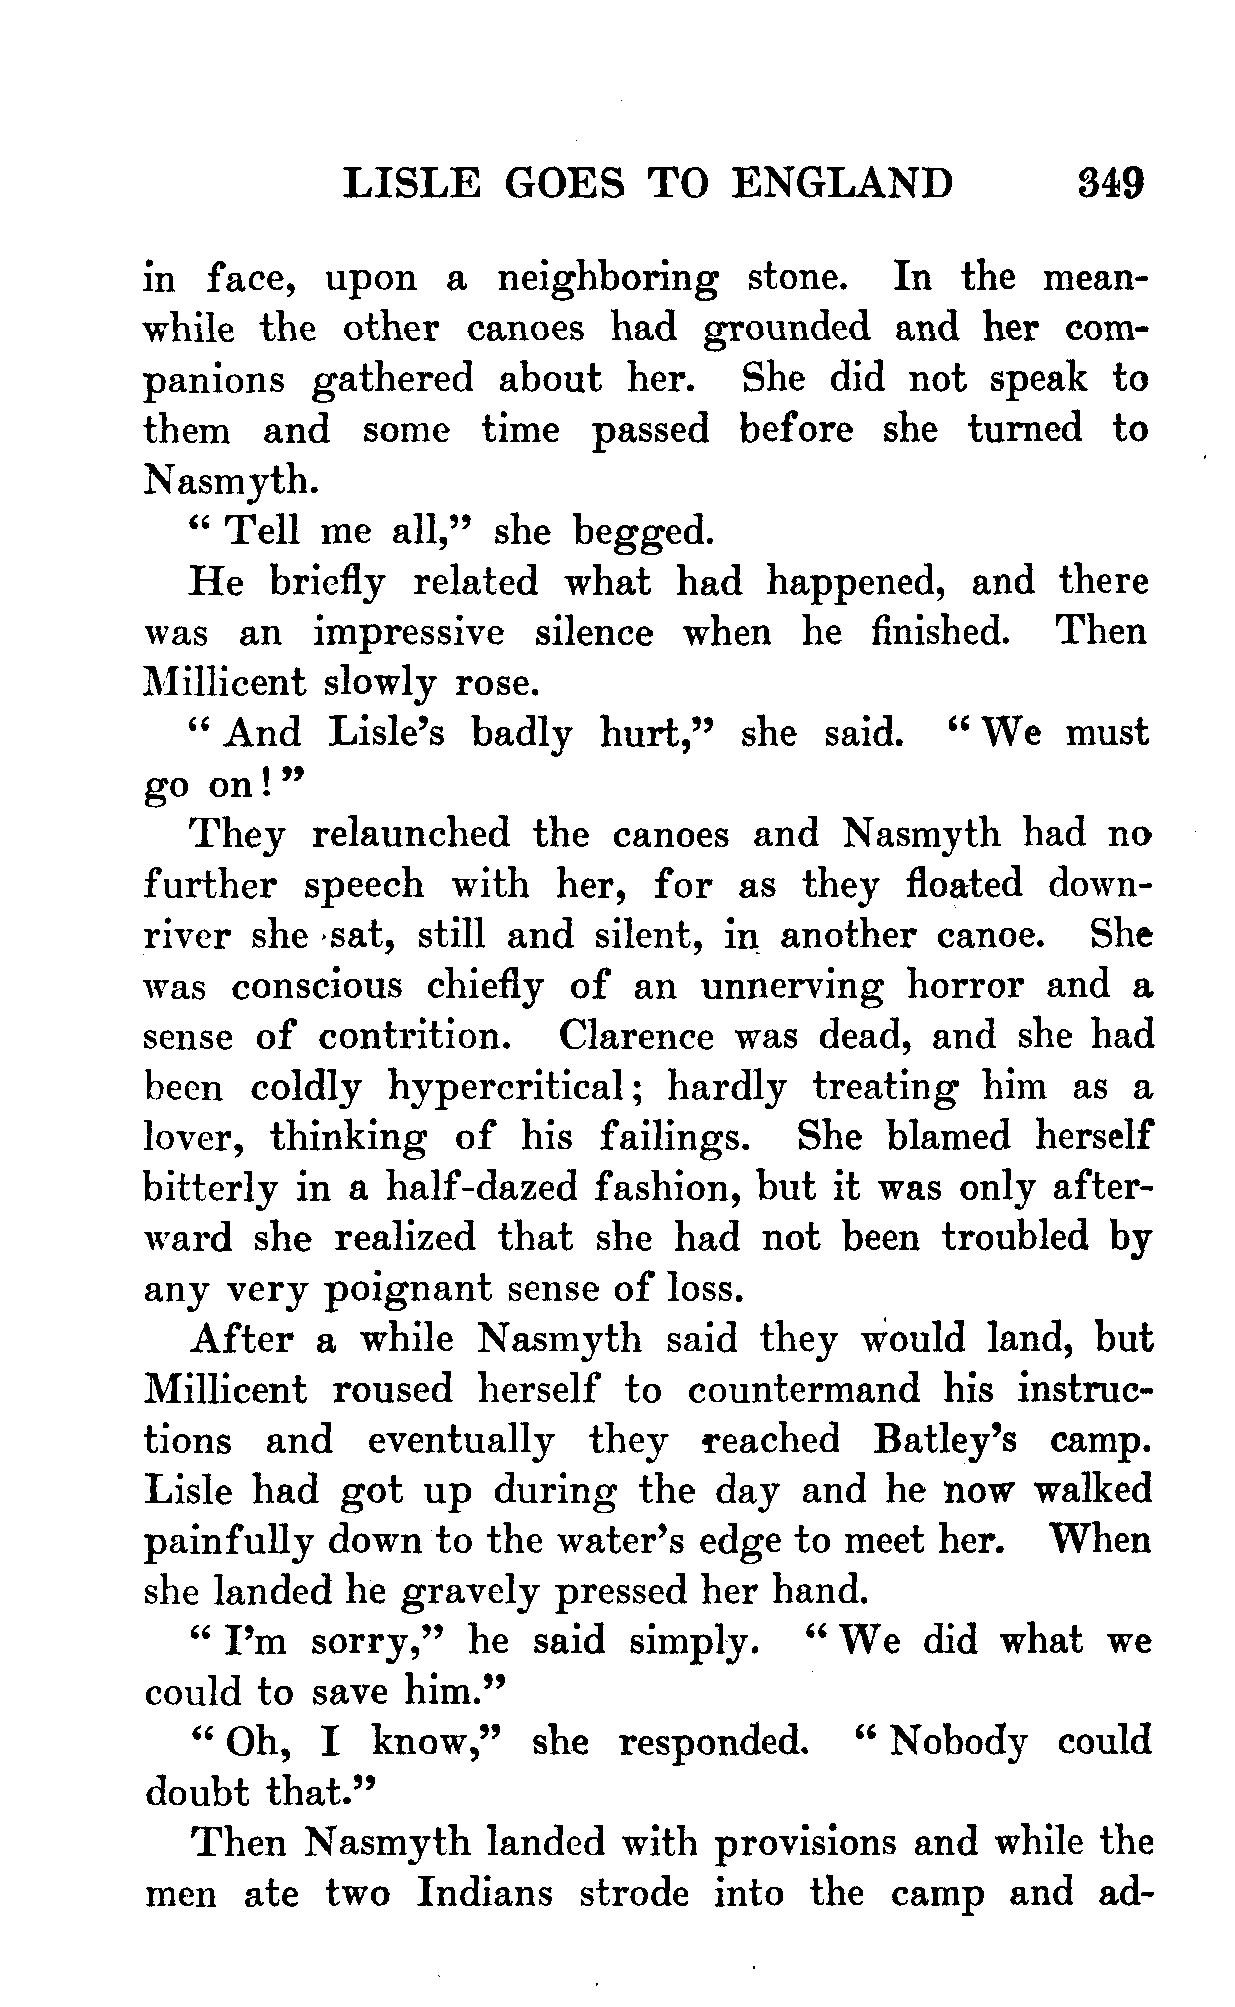 LISLE GOES TO ENGLAND 349
in face, upon a neighboring stone. In the mean-
while the other canoes had grounded and her com-
panions gathered about her. She did not speak to
them and some time passed before she turned to
Nasmyth.
“ Tell me all,” she begged.
He briefly related what had happened, and there
was an impressive silence when he finished. Then
Millicent slowly rose.
“ And Lisle’s badly hurt,” she said. “ We must
go on! ”
They relaunched the canoes and Nasmyth had no
further speech with her, for as they floated down-
river she sat, still and silent, in another canoe. She
was conscious chiefly of an unnerving horror and a
sense of contrition. Clarence was dead, and she had
been coldly hypercritical; hardly treating him as a
lover, thinking of his failings. She blamed herself
bitterly in a half-dazed fashion, but it was only after-
ward she realized that she had not been troubled by
any very poignant sense of loss.
After a while Nasmyth said they would land, but
Millicent roused herself to countermand his instruc-
tions and eventually they reached Batley’s camp.
Lisle had got up during the day and he now walked
painfully down to the water’s edge to meet her. When
she landed he gravely pressed her hand.
“ I’m sorry,” he said simply. “ We did what we
could to save him.”
“ Oh, I know,” she responded. “ Nobody could
doubt that.”
Then Nasmyth landed with provisions and while the
men ate two Indians strode into the camp and ad-